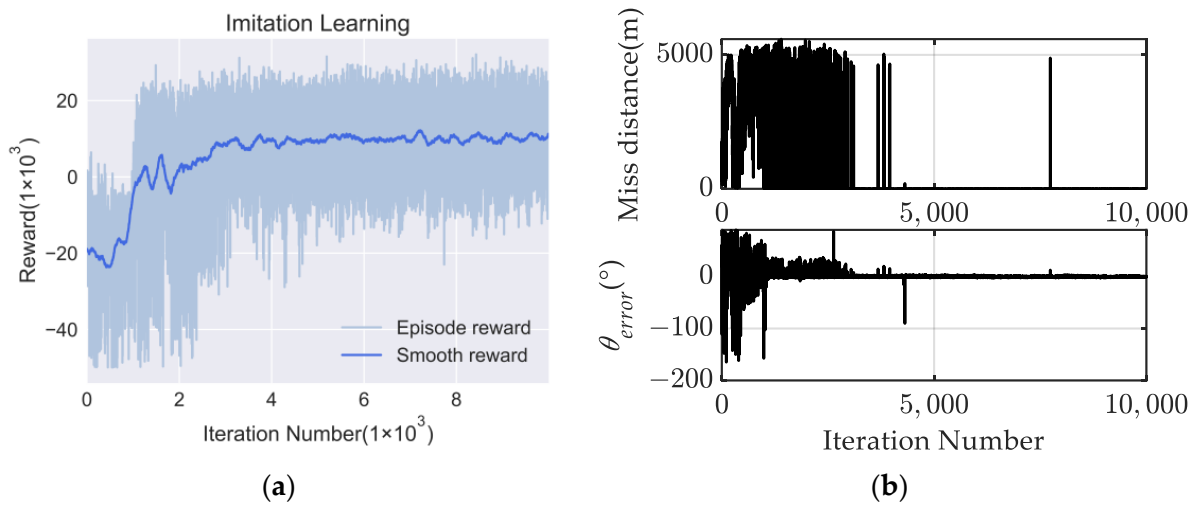 Imitation Learning
Reward(1×10³)
20
0
−20
−40
Episode reward
Smooth reward
0 2 4 6 8
Iteration Number(1×10³)
(a)
Miss distance(m)
5000
0
0 5,000 10,000
θerror(°)
0
−100
−200
0 5,000 10,000
Iteration Number
(b)